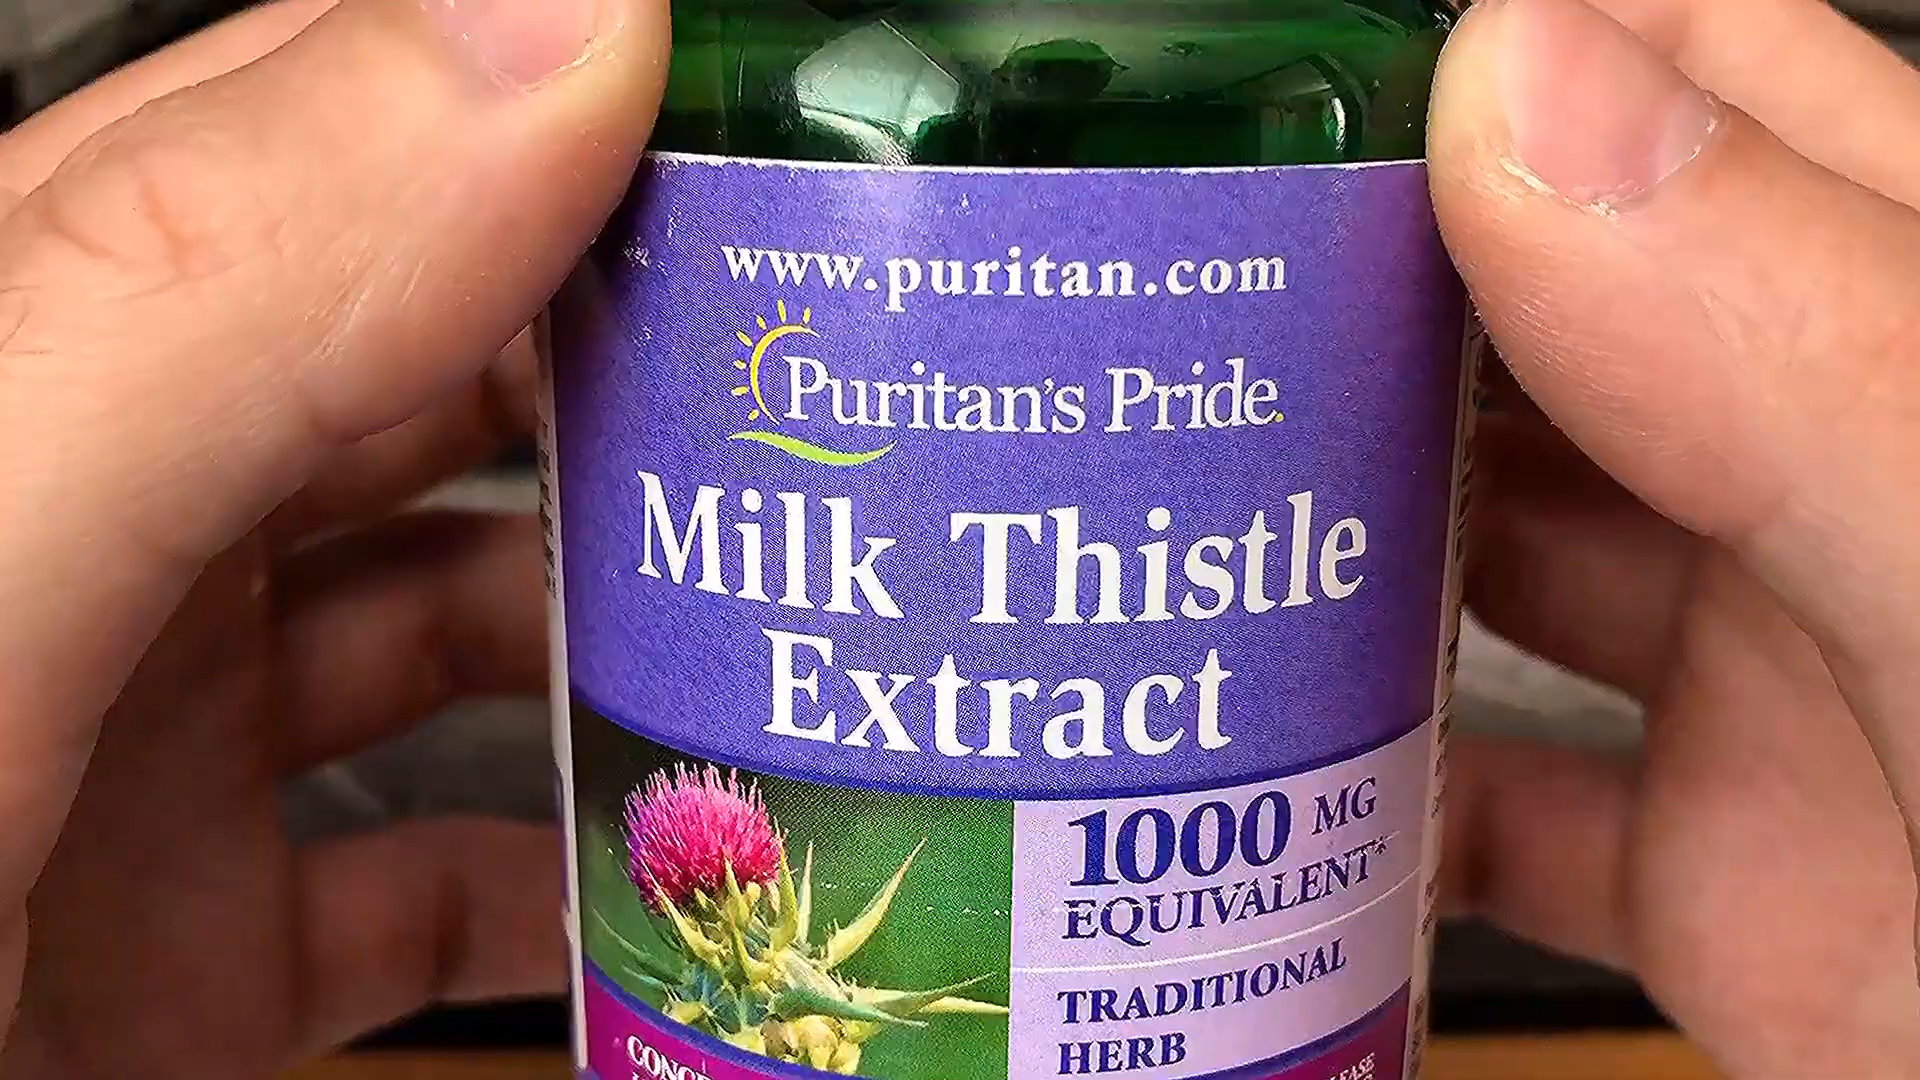 www.puritan.com
Puritan's Pride
Milk Thistle
Extract
1000 MG
EQUIVALENT*
TRADITIONAL
HERB